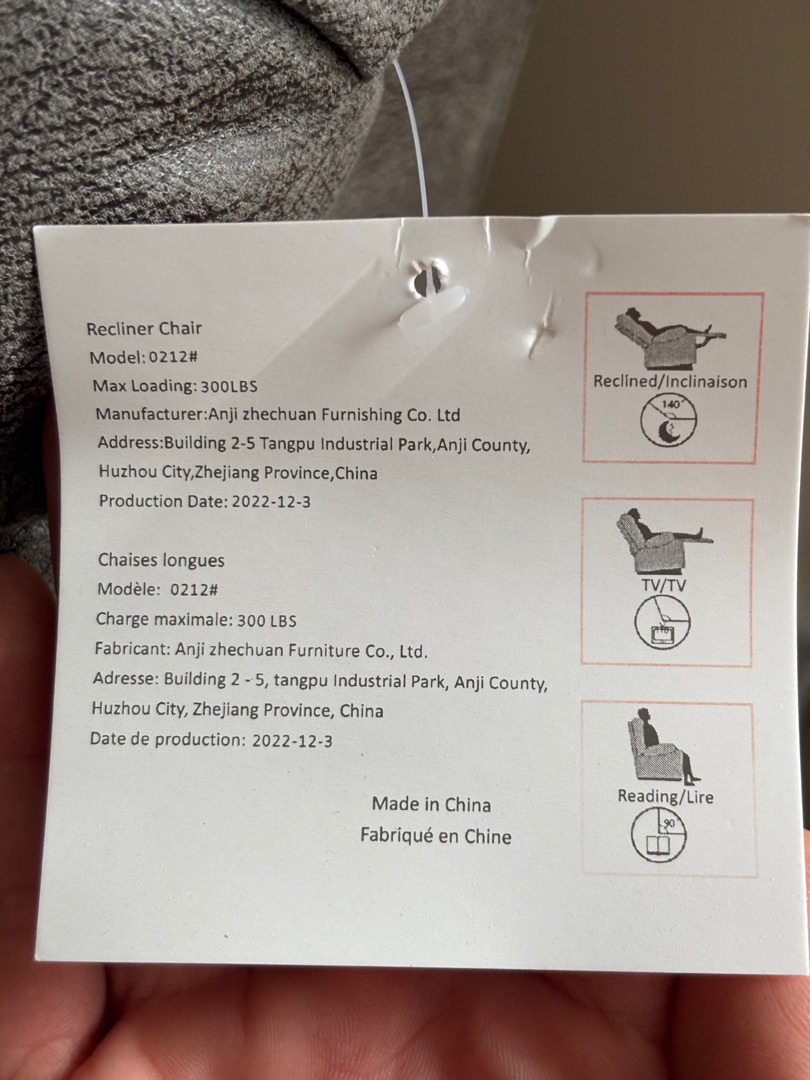 Recliner Chair
Model: 0212#
Max Loading: 300LBS
Manufacturer:Anji zhechuan Furnishing Co. Ltd
Address:Building 2-5 Tangpu Industrial Park,Anji County,
Huzhou City,Zhejiang Province,China
Production Date: 2022-12-3
Chaises longues
Modèle: 0212#
Charge maximale: 300 LBS
Fabricant: Anji zhechuan Furniture Co., Ltd.
Adresse: Building 2 - 5, tangpu Industrial Park, Anji County,
Huzhou City, Zhejiang Province, China
Date de production: 2022-12-3
Made in China
Fabriqué en Chine
Reclined/Inclinaison
140°
TV/TV
Reading/Lire
90°